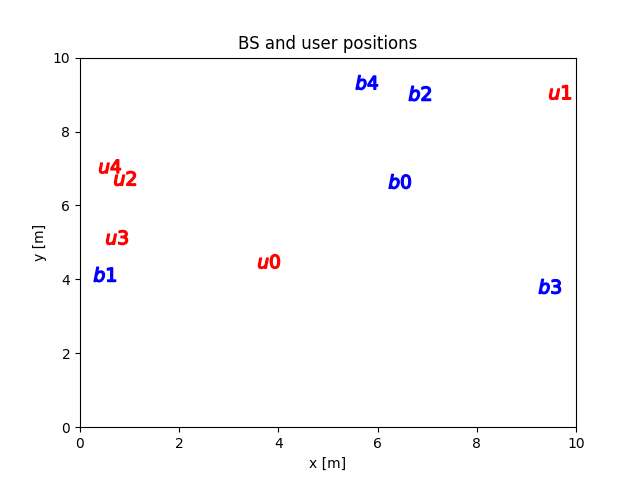 BS and user positions
10
b4
b2
u1
8
u4
u2
b0
6
u3
u0
y [m]
b1
4
b3
2
0
0 2 4 6 8 10
x [m]